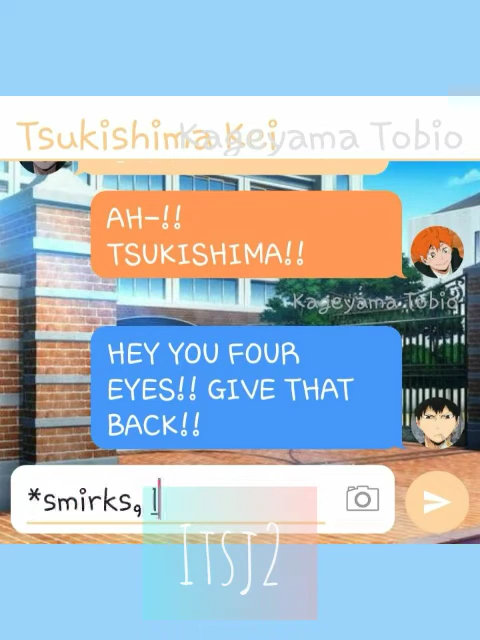 Tsukishima Kei
Kageyama Tobio
AH-!!
TSUKISHIMA!!
Kageyama Tobio
HEY YOU FOUR
EYES!! GIVE THAT
BACK!!
*smirks, I
ITSJ2